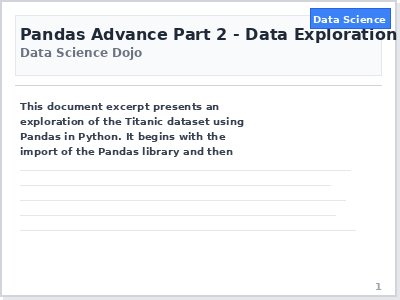 Data Science
Pandas Advance Part 2 - Data Exploration
Data Science Dojo
This document excerpt presents an
exploration of the Titanic dataset using
Pandas in Python. It begins with the
import of the Pandas library and then
1